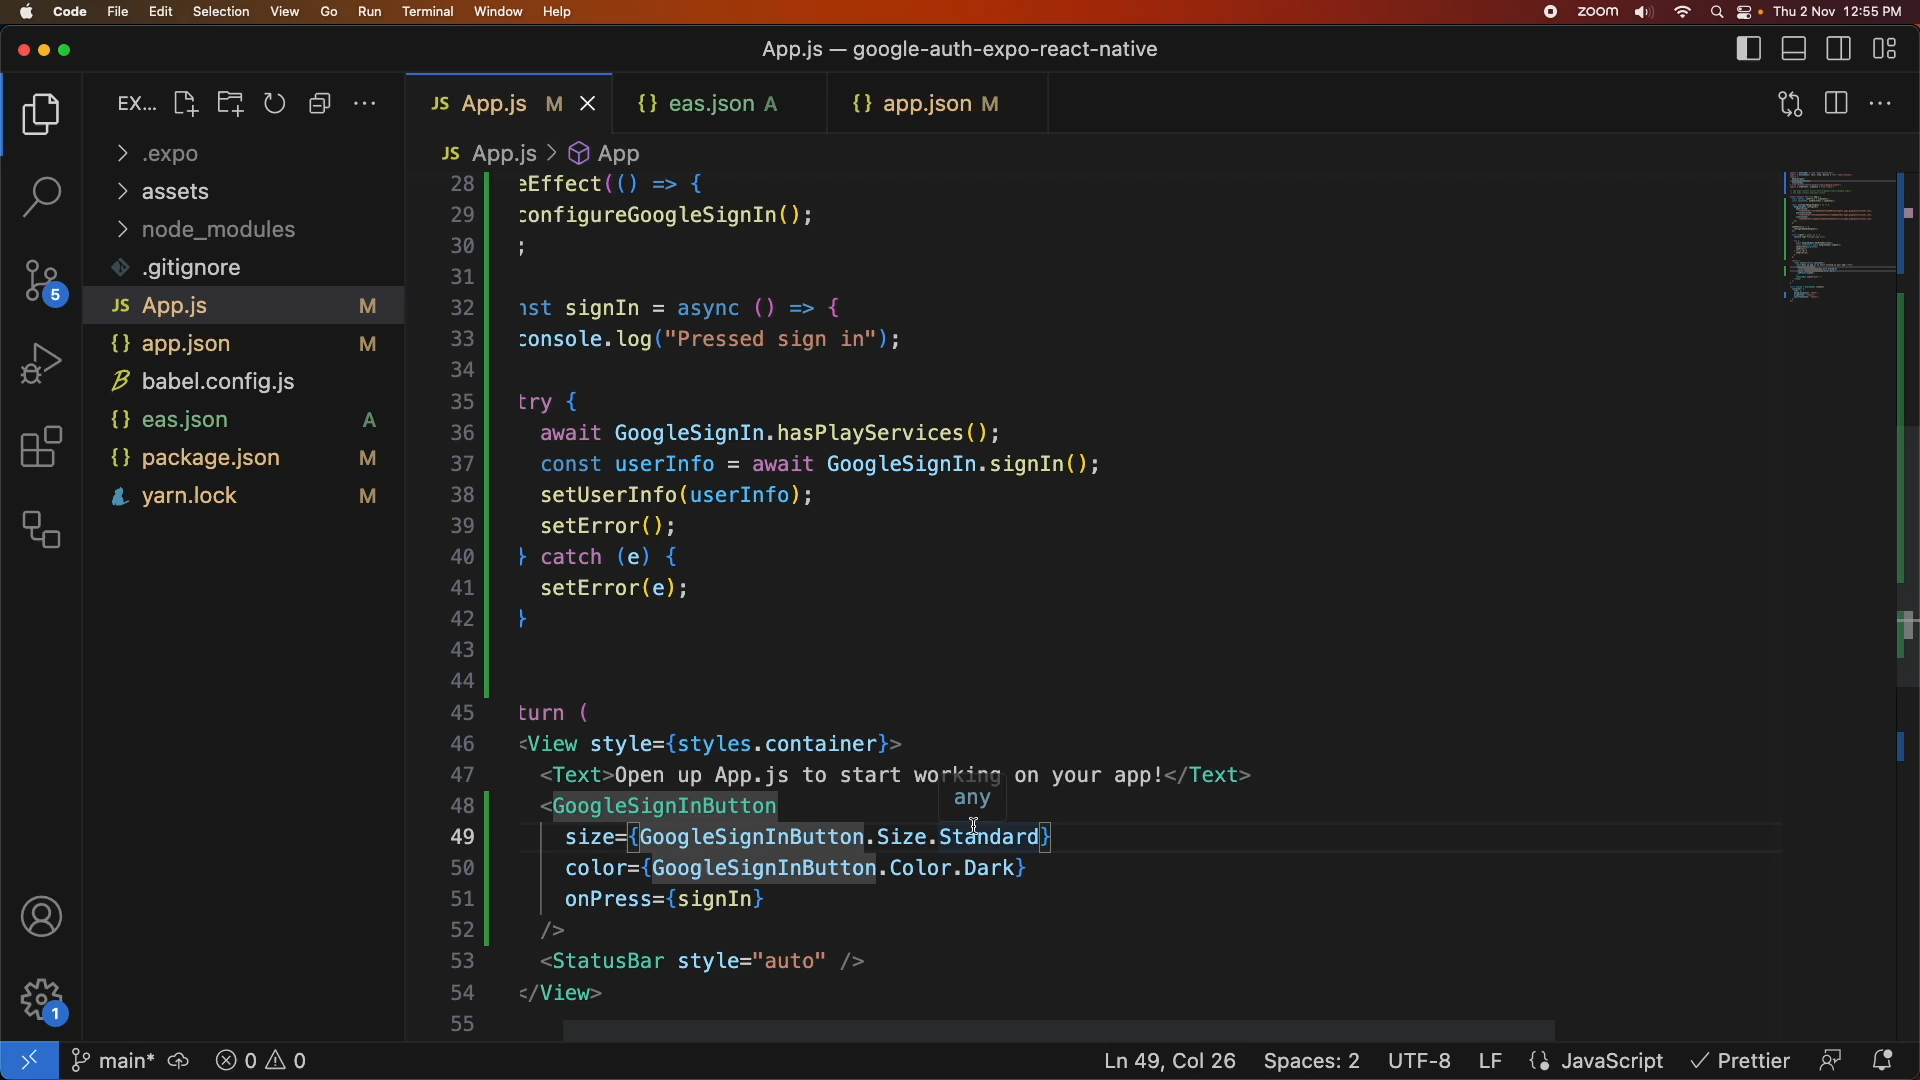 Code File Edit Selection View Go Run Terminal Window Help zoom Thu 2 Nov 12:55 PM
App.js — google-auth-expo-react-native
EX...
JS App.js M
{} eas.json A
{} app.json M
JS App.js > App
.expo
assets
node_modules
.gitignore
JS App.js M
{} app.json M
babel.config.js
{} eas.json A
{} package.json M
yarn.lock M
5
1
28 eEffect(() => {
29 configureGoogleSignIn();
30 ;
31
32 nst signIn = async () => {
33 console.log("Pressed sign in");
34
35 try {
36 await GoogleSignIn.hasPlayServices();
37 const userInfo = await GoogleSignIn.signIn();
38 setUserInfo(userInfo);
39 setError();
40 } catch (e) {
41 setError(e);
42 }
43
44
45 turn (
46 <View style={styles.container}>
47 <Text>Open up App.js to start working on your app!</Text>
any
48 <GoogleSignInButton
49 size={GoogleSignInButton.Size.Standard}
50 color={GoogleSignInButton.Color.Dark}
51 onPress={signIn}
52 />
53 <StatusBar style="auto" />
54 </View>
55
main* 0 0 Ln 49, Col 26 Spaces: 2 UTF-8 LF JavaScript Prettier